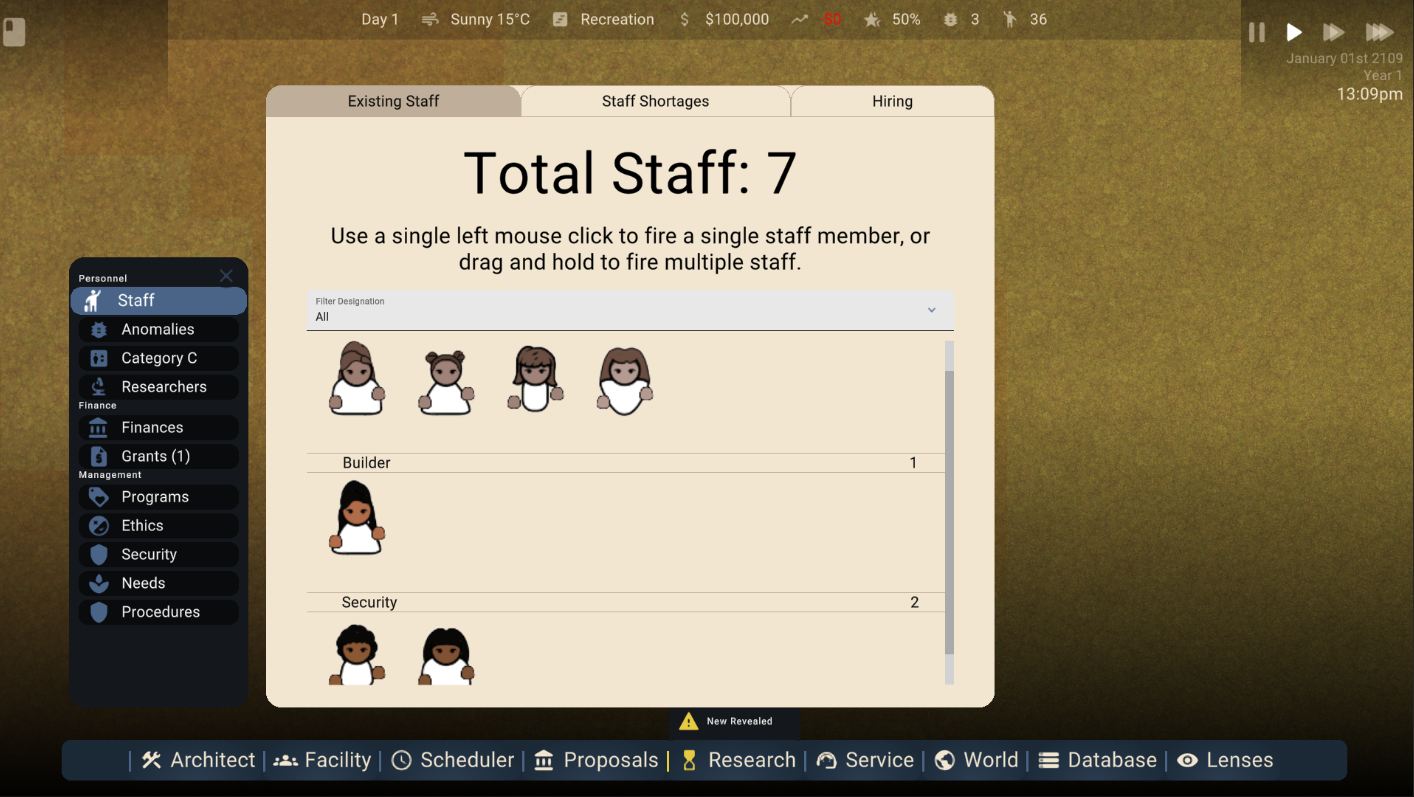 Day 1
Sunny 15°C
Recreation
$100,000
-$0
50%
3
36
January 01st 2109
Year 1
13:09pm
Existing Staff
Staff Shortages
Hiring
Total Staff: 7
Use a single left mouse click to fire a single staff member, or
drag and hold to fire multiple staff.
Filter Designation
All
Builder 1
Security 2
Personnel
Staff
Anomalies
Category C
Researchers
Finance
Finances
Grants (1)
Management
Programs
Ethics
Security
Needs
Procedures
New Revealed
Architect
Facility
Scheduler
Proposals
Research
Service
World
Database
Lenses